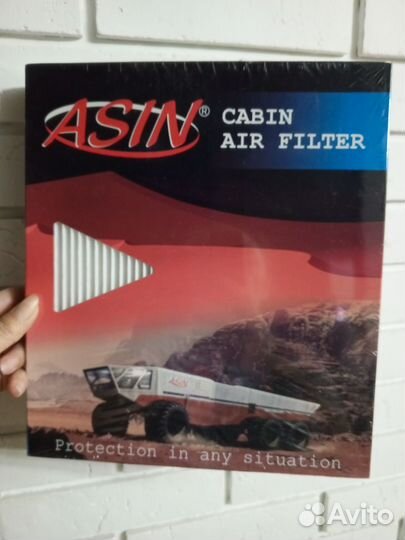 ASIN®
CABIN
AIR FILTER
ASIN
Protection in any situation
Avito